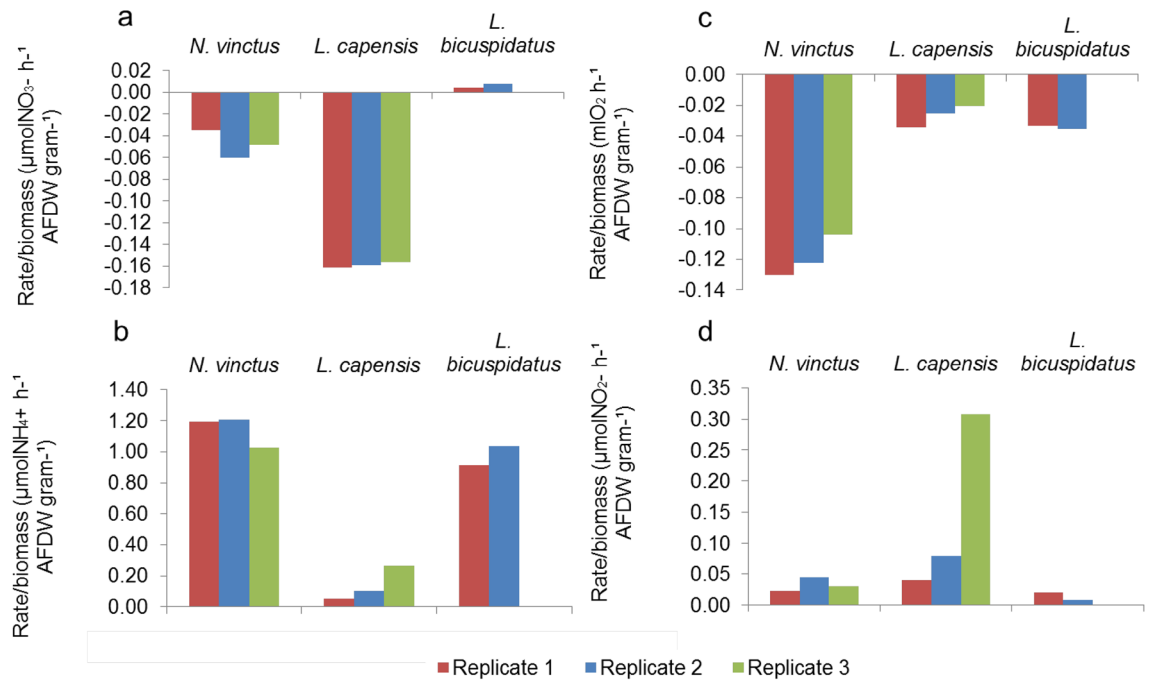 a
N. vinctus L. capensis L. bicuspidatus
Rate/biomass (µmolNO₃- h-¹ AFDW gram-¹)
0.02
0.00
-0.02
-0.04
-0.06
-0.08
-0.10
-0.12
-0.14
-0.16
-0.18
c
N. vinctus L. capensis L. bicuspidatus
Rate/biomass (mlO₂ h-¹ AFDW gram-¹)
0.00
-0.02
-0.04
-0.06
-0.08
-0.10
-0.12
-0.14
b
N. vinctus L. capensis L. bicuspidatus
Rate/biomass (µmolNH₄+ h-¹ AFDW gram-¹)
1.40
1.20
1.00
0.80
0.60
0.40
0.20
0.00
d
N. vinctus L. capensis L. bicuspidatus
Rate/biomass (µmolNO₂- h-¹ AFDW gram-¹)
0.35
0.30
0.25
0.20
0.15
0.10
0.05
0.00
Replicate 1 Replicate 2 Replicate 3